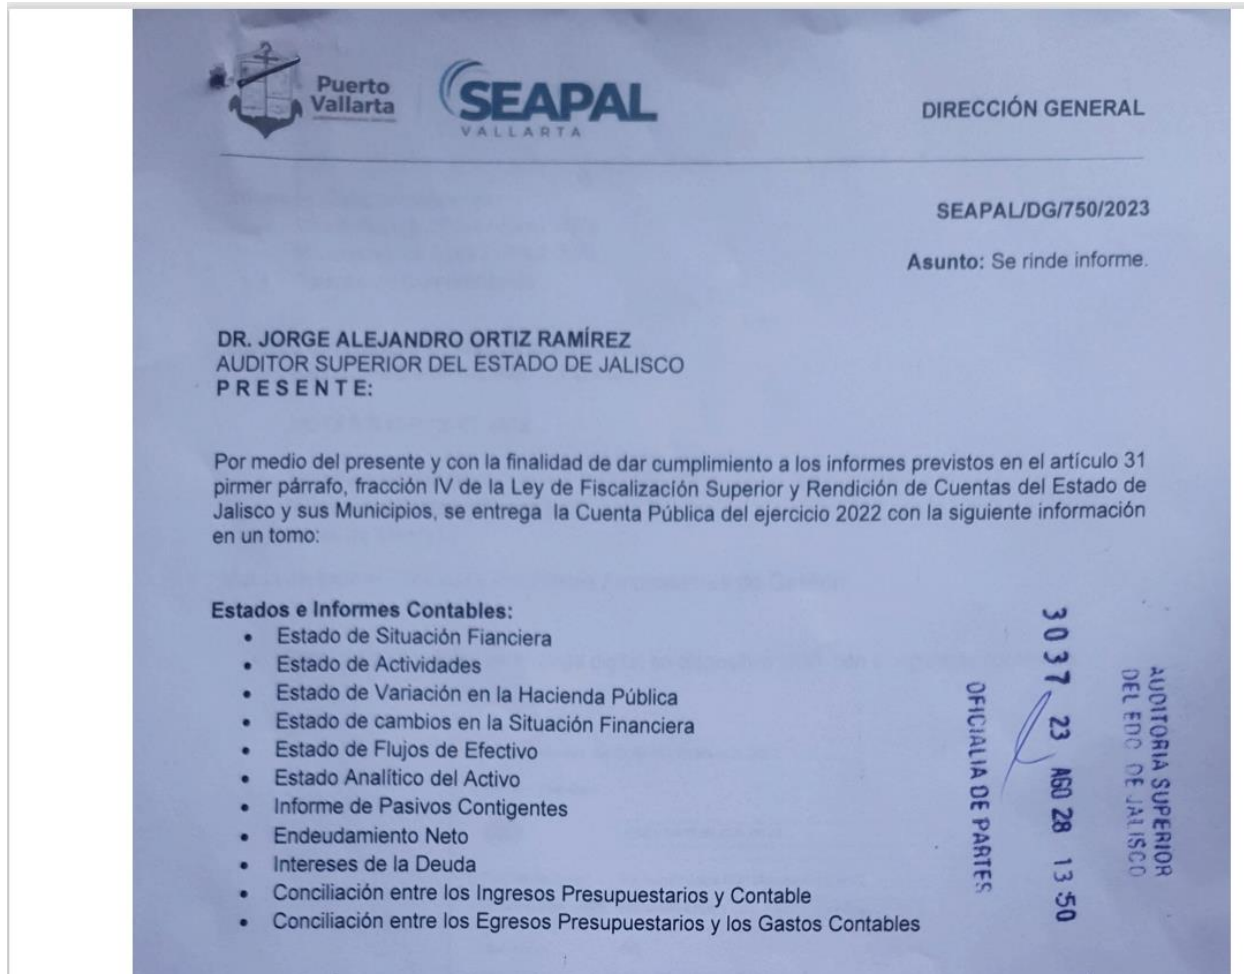 Puerto
Vallarta
SEAPAL
VALLARTA
DIRECCIÓN GENERAL
SEAPAL/DG/750/2023
Asunto: Se rinde informe.
DR. JORGE ALEJANDRO ORTIZ RAMÍREZ
AUDITOR SUPERIOR DEL ESTADO DE JALISCO
P R E S E N T E:
Por medio del presente y con la finalidad de dar cumplimiento a los informes previstos en el artículo 31
pirmer párrafo, fracción IV de la Ley de Fiscalización Superior y Rendición de Cuentas del Estado de
Jalisco y sus Municipios, se entrega la Cuenta Pública del ejercicio 2022 con la siguiente información
en un tomo:
Estados e Informes Contables:
• Estado de Situación Fianciera
• Estado de Actividades
• Estado de Variación en la Hacienda Pública
• Estado de cambios en la Situación Financiera
• Estado de Flujos de Efectivo
• Estado Analítico del Activo
• Informe de Pasivos Contigentes
• Endeudamiento Neto
• Intereses de la Deuda
• Conciliación entre los Ingresos Presupuestarios y Contable
• Conciliación entre los Egresos Presupuestarios y los Gastos Contables
AUDITORIA SUPERIOR
DEL EDO DE JALISCO
3037 23 AGO 28 13:50
OFICIALIA DE PARTES